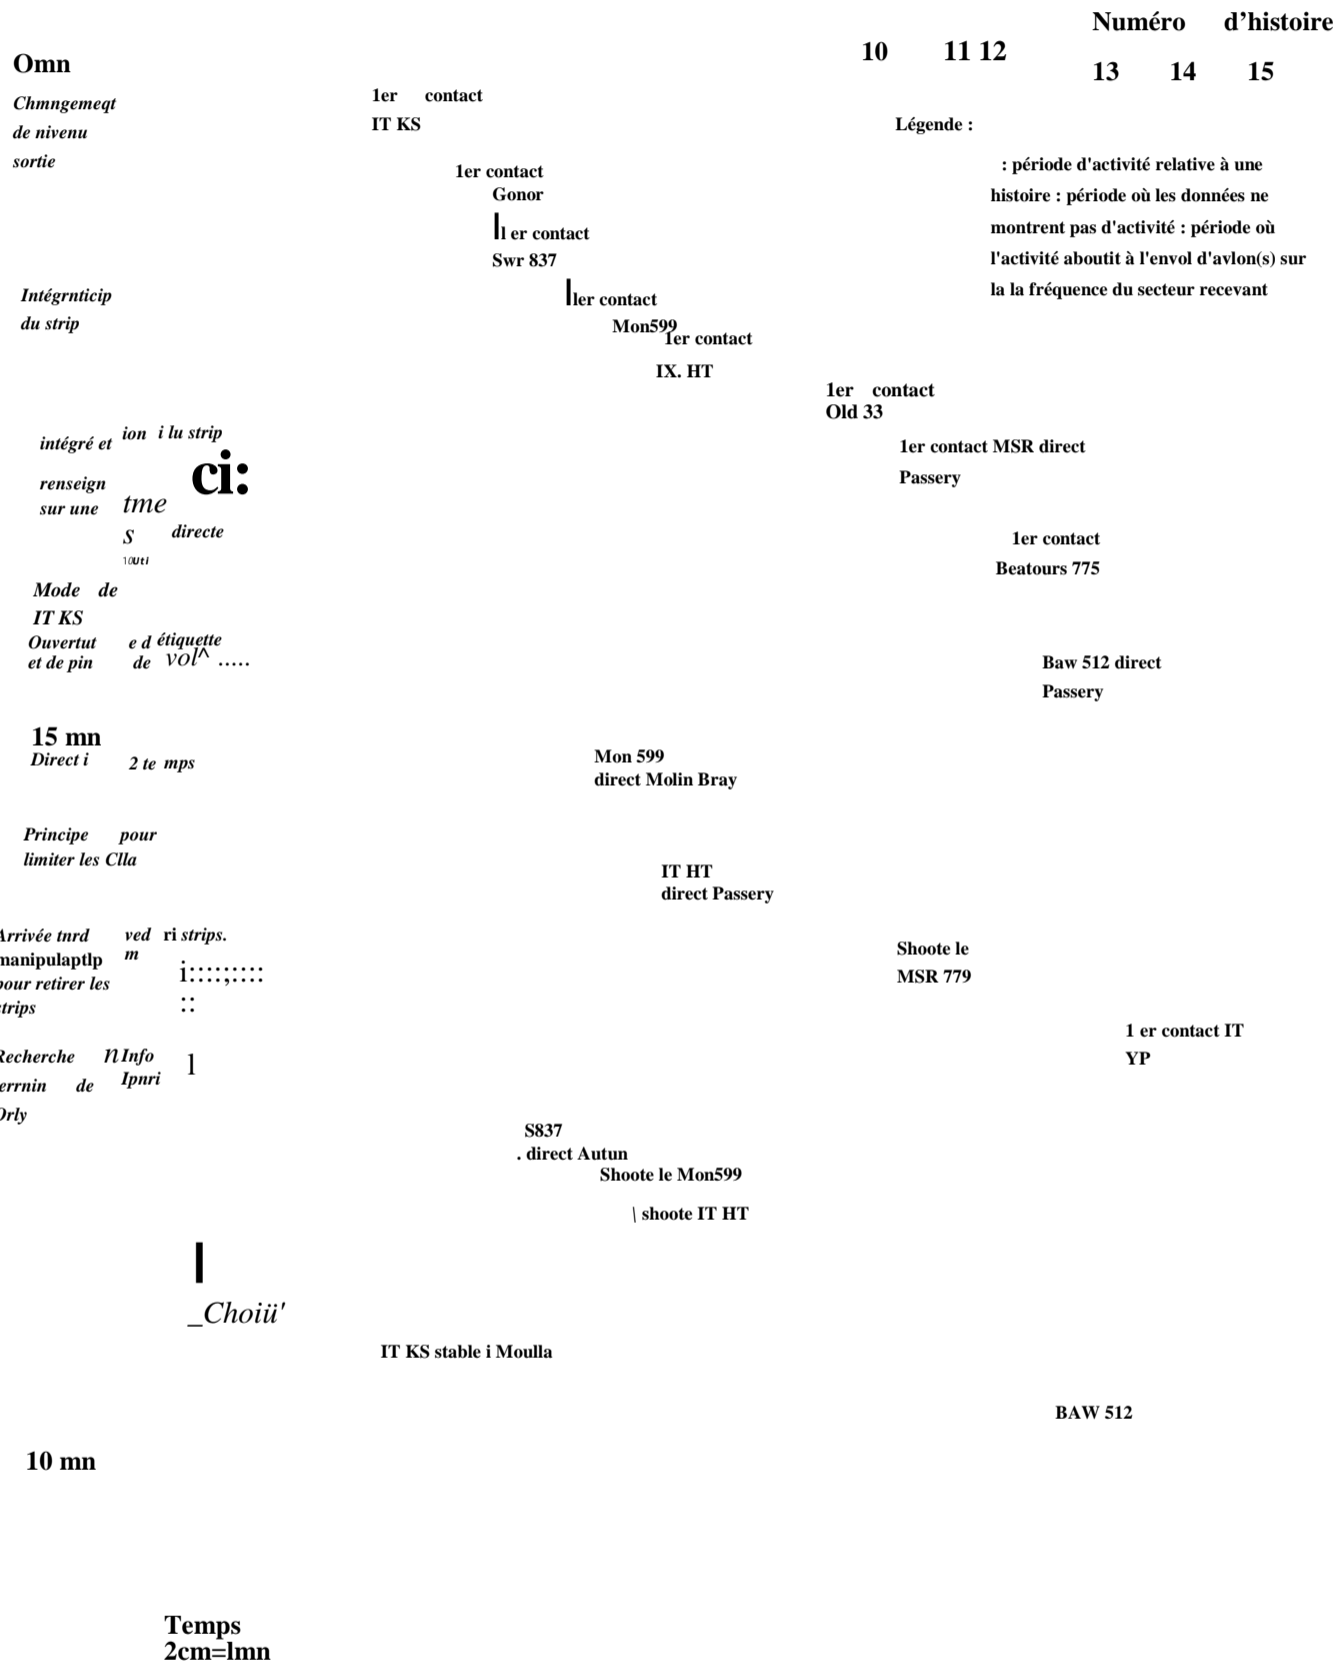 Numéro d’histoire
10 11 12
13 14 15
Omn
Chmngemeqt
de nivenu
sortie
1er contact
IT KS
Légende :
: période d'activité relative à une
histoire : période où les données ne
montrent pas d'activité : période où
l'activité aboutit à l'envol d'avlon(s) sur
la la fréquence du secteur recevant
1er contact
Gonor
l er contact
Swr 837
Intégrnticip
du strip
ler contact
Mon599
1er contact
IX. HT
1er contact
Old 33
intégré et ion i lu strip
ci:
renseign
sur une tme
s directe
10Utl
1er contact MSR direct
Passery
1er contact
Beatours 775
Mode de
IT KS
Ouvertut e d étiquette
et de pin de vol^ .....
Baw 512 direct
Passery
15 mn
Direct i 2 te mps
Mon 599
direct Molin Bray
Principe pour
limiter les Clla
IT HT
direct Passery
Arrivée tnrd ved ri strips.
manipulaptlp m
pour retirer les i::::;::::
strips ::
Shoote le
MSR 779
1 er contact IT
YP
Recherche n Info 1
terrnin de Ipnri
Orly
S837
. direct Autun
Shoote le Mon599
\ shoote IT HT
_Choiü'
IT KS stable i Moulla
BAW 512
10 mn
Temps
2cm=lmn